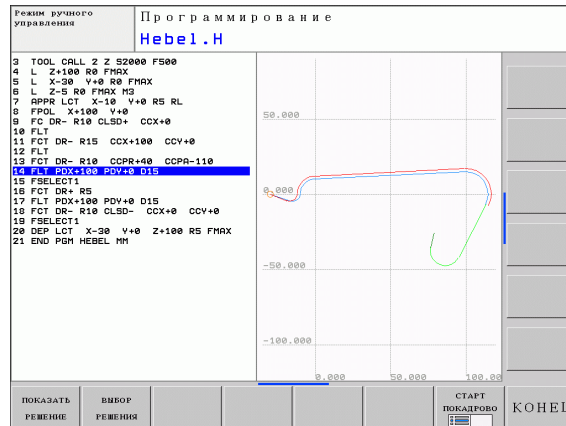 Режим ручного
управления
Программирование
Hebel.H
3 TOOL CALL 2 Z S2000 F500
4 L Z+100 R0 FMAX
5 L X-30 Y+0 R0 FMAX
6 L Z-5 R0 FMAX M3
7 APPR LCT X-10 Y+0 R5 RL
8 FPOL X+100 Y+0
9 FC DR- R10 CLSD+ CCX+0
10 FLT
11 FCT DR- R15 CCX+100 CCY+0
12 FLT
13 FCT DR- R10 CCPR+40 CCPA-110
14 FLT PDX+100 PDY+0 D15
15 FSELECT1
16 FCT DR+ R5
17 FLT PDX+100 PDY+0 D15
18 FCT DR- R10 CLSD- CCX+0 CCY+0
19 FSELECT1
20 DEP LCT X-30 Y+0 Z+100 R5 FMAX
21 END PGM HEBEL MM
50.000
0.000
-50.000
-100.000
0.000 50.000 100.00
ПОКАЗАТЬ
РЕШЕНИЕ
ВЫБОР
РЕШЕНИЯ
СТАРТ
ПОКАДРОВО
КОНЕЦ